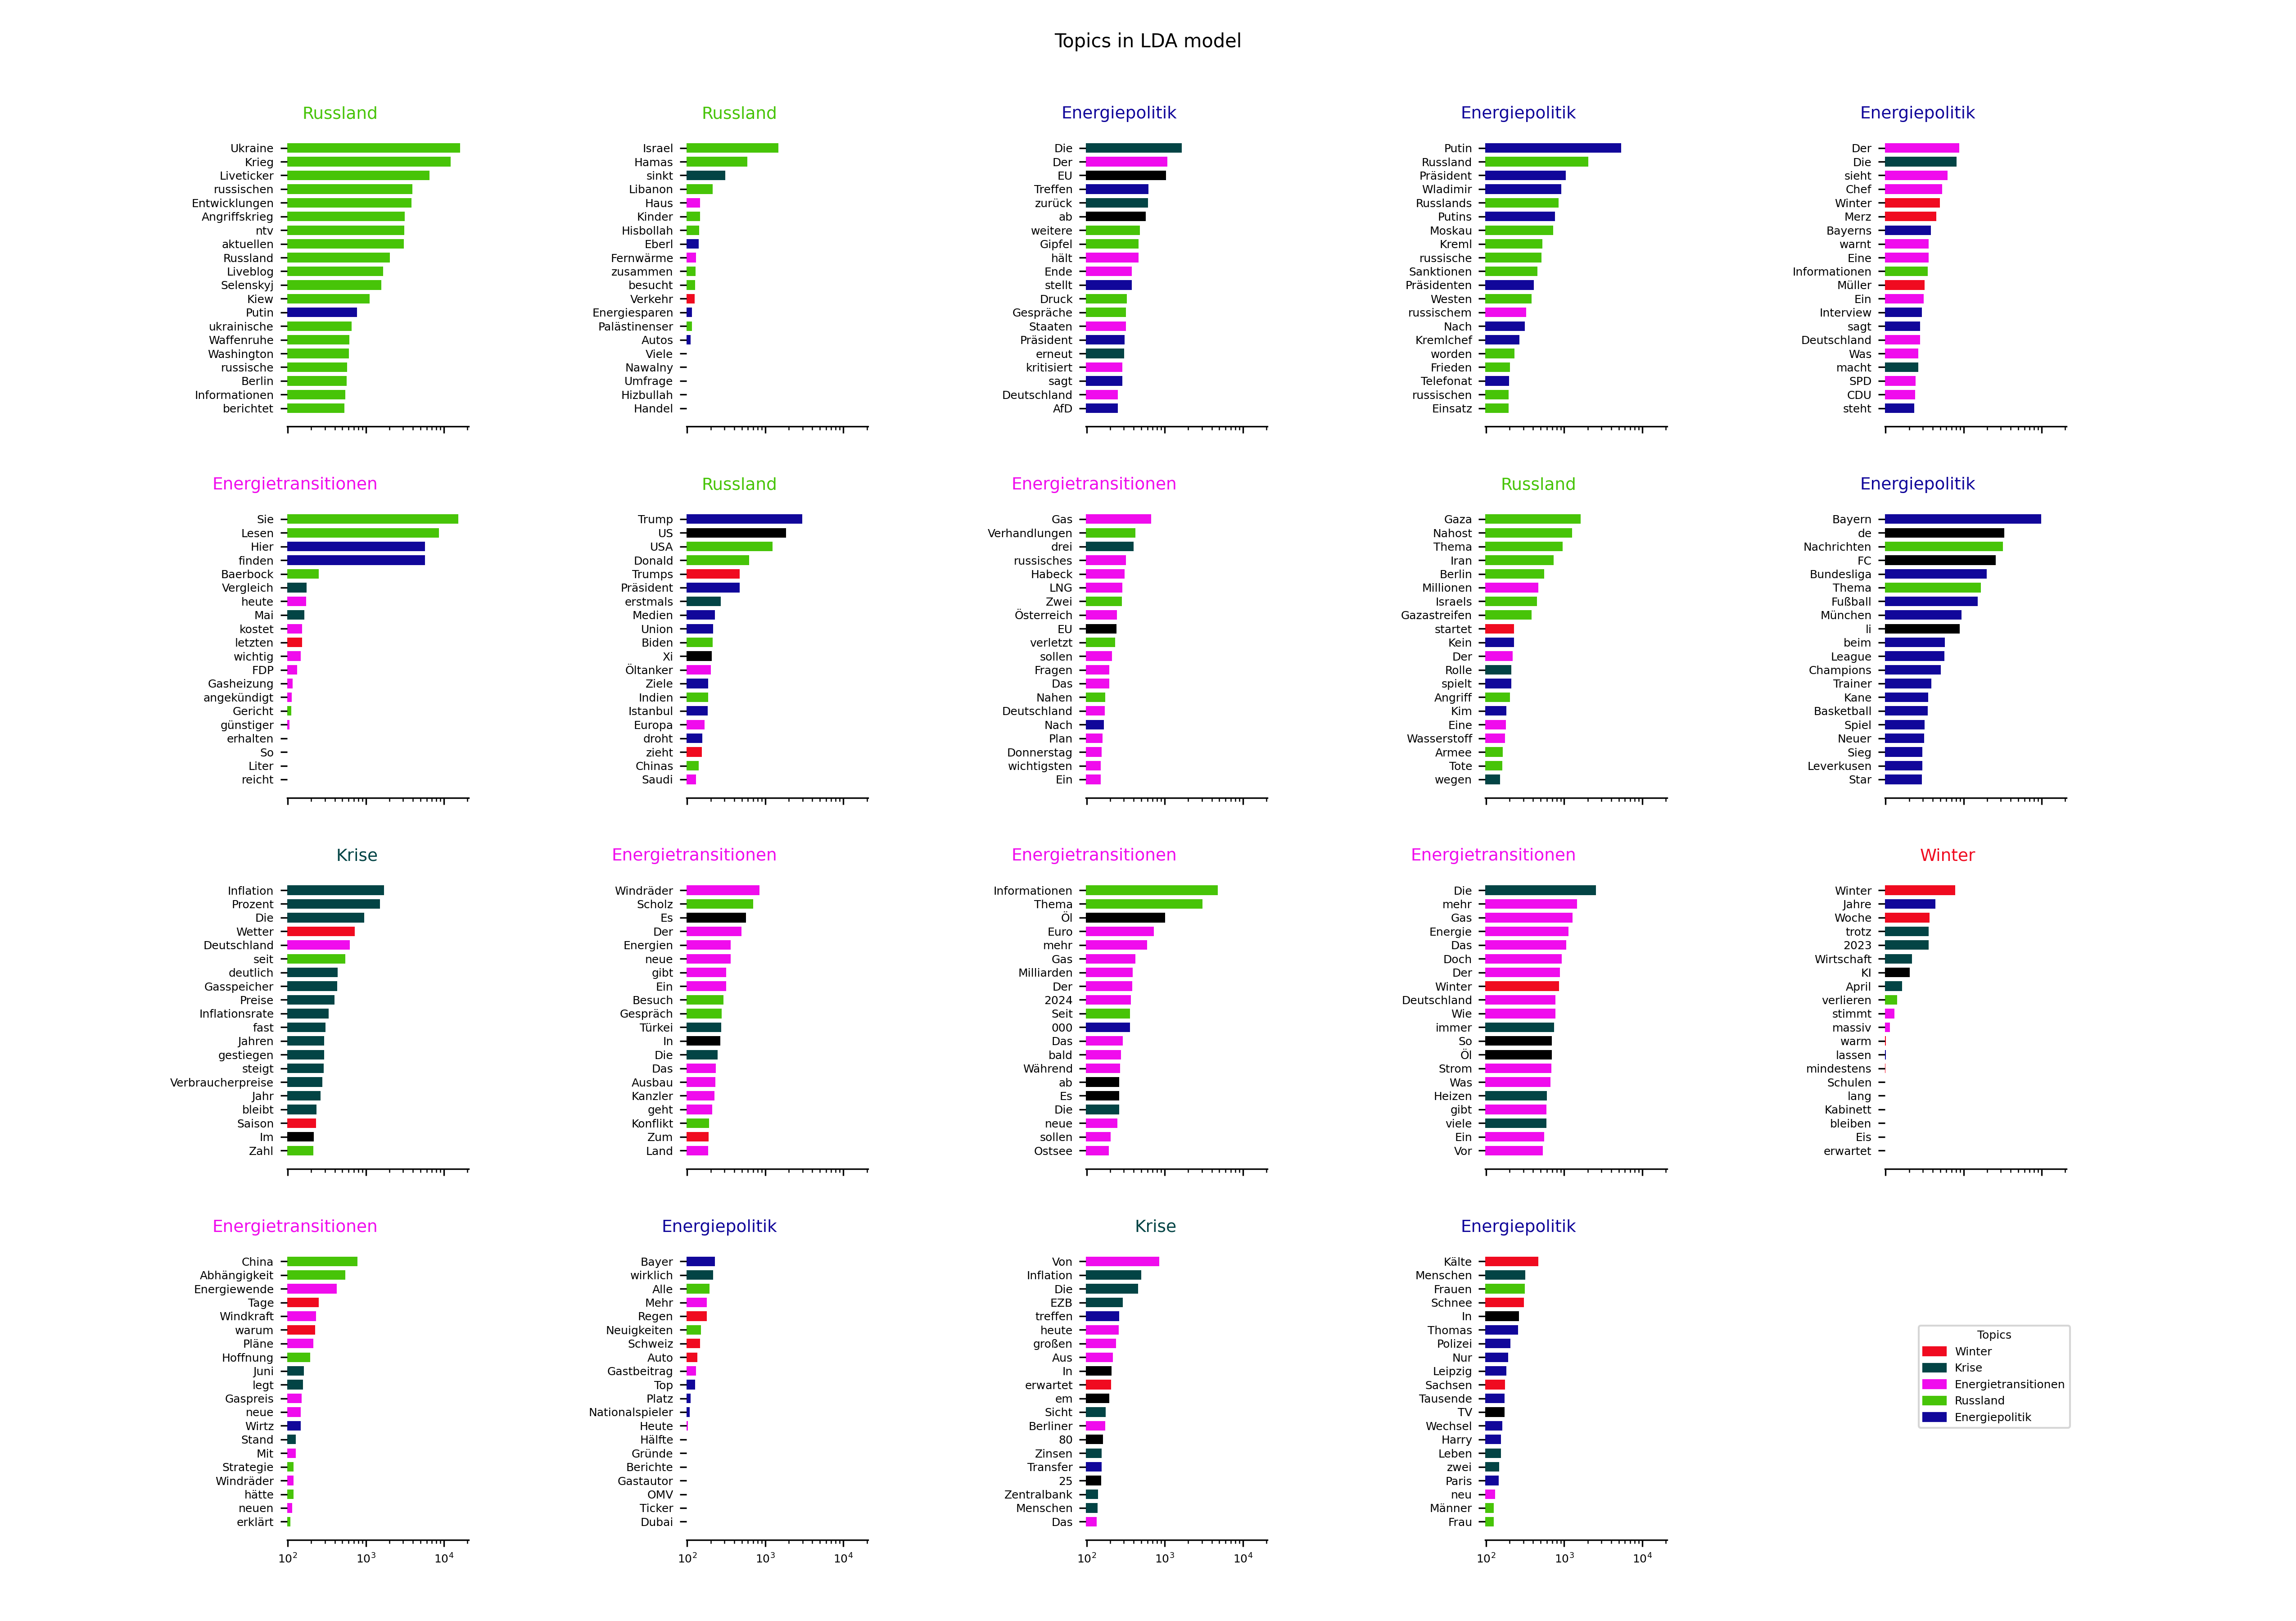 Topics in LDA model
Russland
Ukraine
Krieg
Liveticker
russischen
Entwicklungen
Angriffskrieg
ntv
aktuellen
Russland
Liveblog
Selenskyj
Kiew
Putin
ukrainische
Waffenruhe
Washington
russische
Berlin
Informationen
berichtet
Russland
Israel
Hamas
sinkt
Libanon
Haus
Kinder
Hisbollah
Eberl
Fernwärme
zusammen
besucht
Verkehr
Energiesparen
Palästinenser
Autos
Viele
Nawalny
Umfrage
Hizbullah
Handel
Energiepolitik
Die
Der
EU
Treffen
zurück
ab
weitere
Gipfel
hält
Ende
stellt
Druck
Gespräche
Staaten
Präsident
erneut
kritisiert
sagt
Deutschland
AfD
Energiepolitik
Putin
Russland
Präsident
Wladimir
Russlands
Putins
Moskau
Kreml
russische
Sanktionen
Präsidenten
Westen
russischem
Nach
Kremlchef
worden
Frieden
Telefonat
russischen
Einsatz
Energiepolitik
Der
Die
sieht
Chef
Winter
Merz
Bayerns
warnt
Eine
Informationen
Müller
Ein
Interview
sagt
Deutschland
Was
macht
SPD
CDU
steht
Energietransitionen
Sie
Lesen
Hier
finden
Baerbock
Vergleich
heute
Mai
kostet
letzten
wichtig
FDP
Gasheizung
angekündigt
Gericht
günstiger
erhalten
So
Liter
reicht
Russland
Trump
US
USA
Donald
Trumps
Präsident
erstmals
Medien
Union
Biden
Xi
Öltanker
Ziele
Indien
Istanbul
Europa
droht
zieht
Chinas
Saudi
Energietransitionen
Gas
Verhandlungen
drei
russisches
Habeck
LNG
Zwei
Österreich
EU
verletzt
sollen
Fragen
Das
Nahen
Deutschland
Nach
Plan
Donnerstag
wichtigsten
Ein
Russland
Gaza
Nahost
Thema
Iran
Berlin
Millionen
Israels
Gazastreifen
startet
Kein
Der
Rolle
spielt
Angriff
Kim
Eine
Wasserstoff
Armee
Tote
wegen
Energiepolitik
Bayern
de
Nachrichten
FC
Bundesliga
Thema
Fußball
München
li
beim
League
Champions
Trainer
Kane
Basketball
Spiel
Neuer
Sieg
Leverkusen
Star
Krise
Inflation
Prozent
Die
Wetter
Deutschland
seit
deutlich
Gasspeicher
Preise
Inflationsrate
fast
Jahren
gestiegen
steigt
Verbraucherpreise
Jahr
bleibt
Saison
Im
Zahl
Energietransitionen
Windräder
Scholz
Es
Der
Energien
neue
gibt
Ein
Besuch
Gespräch
Türkei
In
Die
Das
Ausbau
Kanzler
geht
Konflikt
Zum
Land
Energietransitionen
Informationen
Thema
Öl
Euro
mehr
Gas
Milliarden
Der
2024
Seit
000
Das
bald
Während
ab
Es
Die
neue
sollen
Ostsee
Energietransitionen
Die
mehr
Gas
Energie
Das
Doch
Der
Winter
Deutschland
Wie
immer
So
Öl
Strom
Was
Heizen
gibt
viele
Ein
Vor
Winter
Winter
Jahre
Woche
trotz
2023
Wirtschaft
KI
April
verlieren
stimmt
massiv
warm
lassen
mindestens
Schulen
lang
Kabinett
bleiben
Eis
erwartet
Energietransitionen
China
Abhängigkeit
Energiewende
Tage
Windkraft
warum
Pläne
Hoffnung
Juni
legt
Gaspreis
neue
Wirtz
Stand
Mit
Strategie
Windräder
hätte
neuen
erklärt
10² 10³ 10⁴
Energiepolitik
Bayer
wirklich
Alle
Mehr
Regen
Neuigkeiten
Schweiz
Auto
Gastbeitrag
Top
Platz
Nationalspieler
Heute
Hälfte
Gründe
Berichte
Gastautor
OMV
Ticker
Dubai
10² 10³ 10⁴
Krise
Von
Inflation
Die
EZB
treffen
heute
großen
Aus
In
erwartet
em
Sicht
Berliner
80
Zinsen
Transfer
25
Zentralbank
Menschen
Das
10² 10³ 10⁴
Energiepolitik
Kälte
Menschen
Frauen
Schnee
In
Thomas
Polizei
Nur
Leipzig
Sachsen
Tausende
TV
Wechsel
Harry
Leben
zwei
Paris
neu
Männer
Frau
10² 10³ 10⁴
Topics
Winter
Krise
Energietransitionen
Russland
Energiepolitik